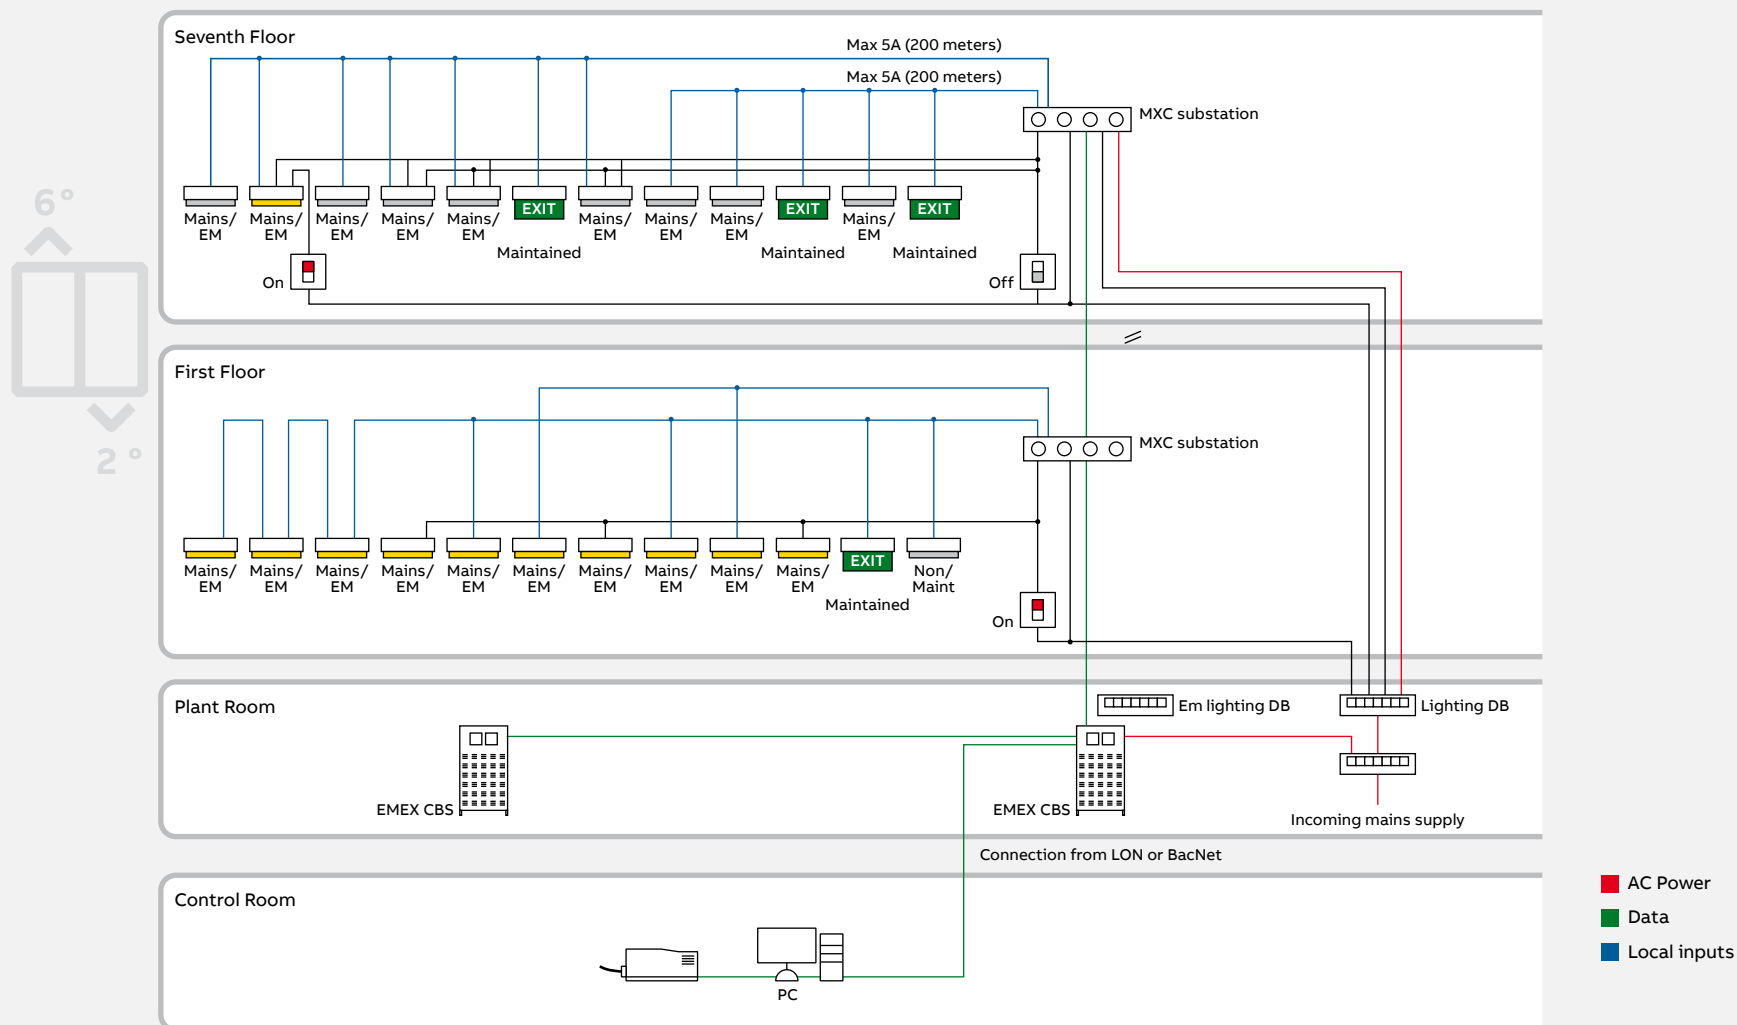 Seventh Floor
Max 5A (200 meters)
Max 5A (200 meters)
MXC substation
6°
Mains/
EM
Mains/
EM
Mains/
EM
Mains/
EM
Mains/
EM
EXIT
Maintained
Mains/
EM
Mains/
EM
Mains/
EM
EXIT
Maintained
Mains/
EM
EXIT
Maintained
On
Off
First Floor
MXC substation
2 °
Mains/
EM
Mains/
EM
Mains/
EM
Mains/
EM
Mains/
EM
Mains/
EM
Mains/
EM
Mains/
EM
Mains/
EM
Mains/
EM
EXIT
Maintained
Non/
Maint
On
Plant Room
Em lighting DB
Lighting DB
EMEX CBS
EMEX CBS
Incoming mains supply
Connection from LON or BacNet
Control Room
PC
AC Power
Data
Local inputs